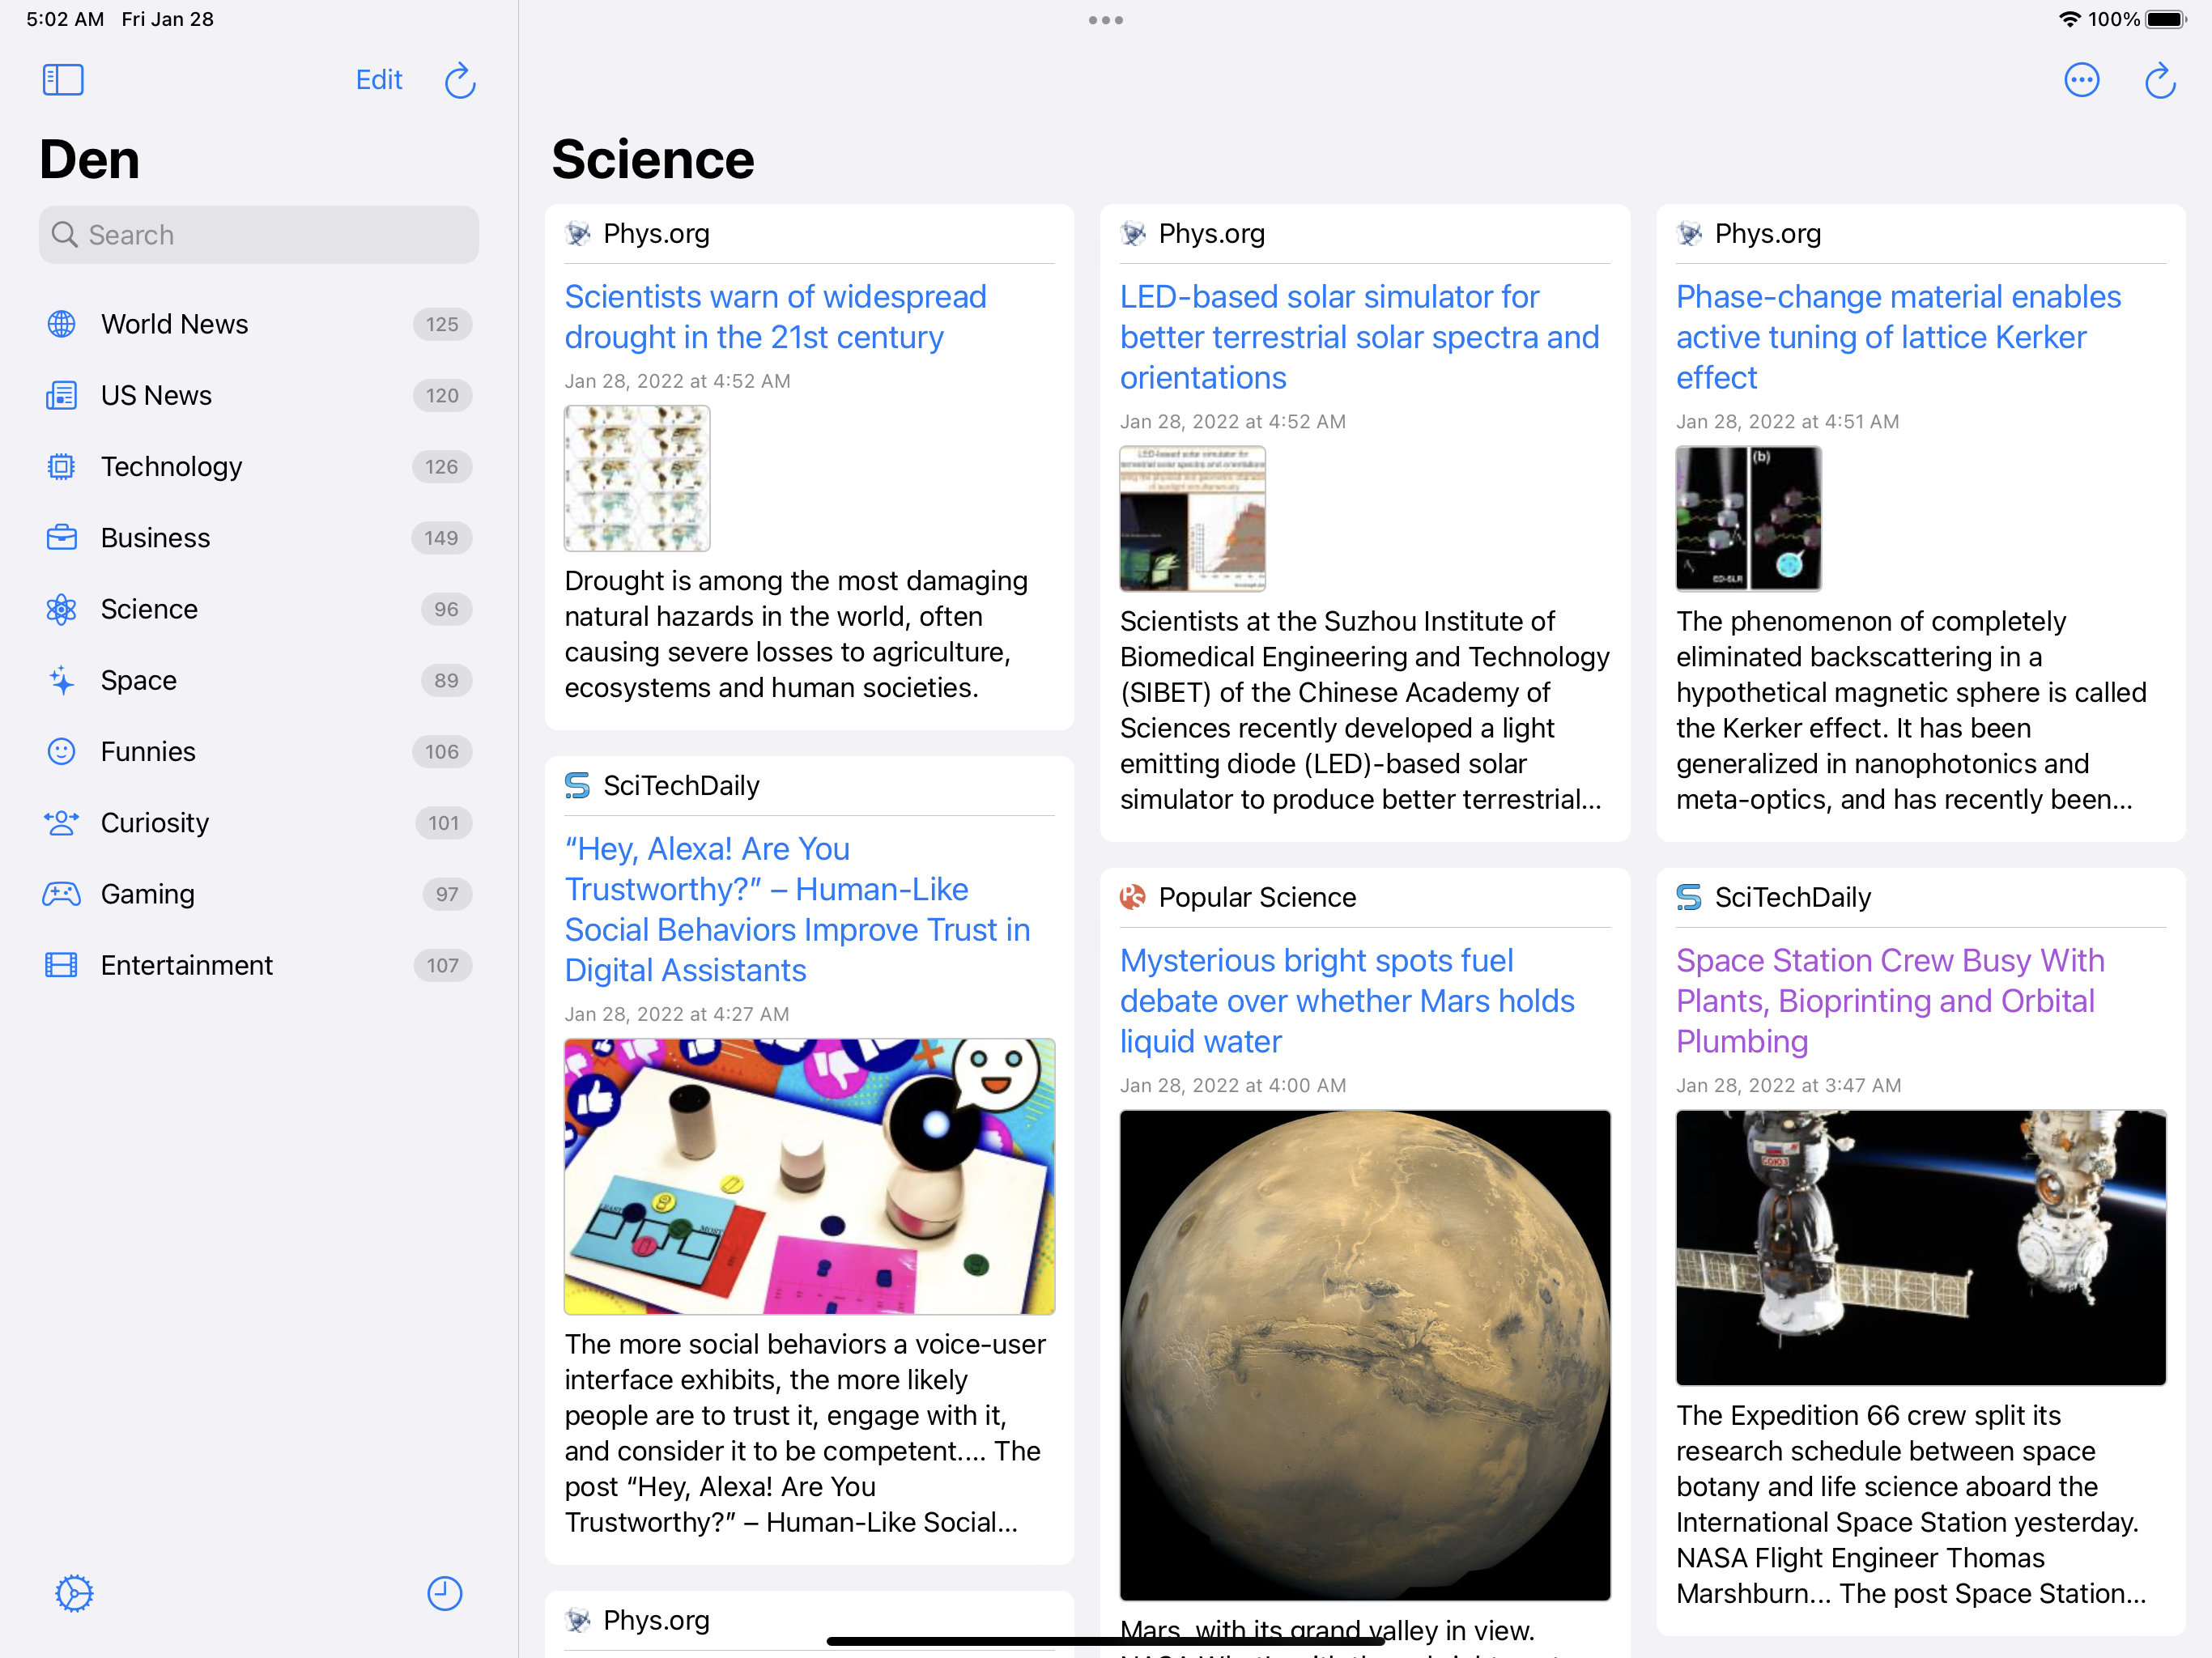 5:02 AM Fri Jan 28
100%
Edit
Den
Search
World News 125
US News 120
Technology 126
Business 149
Science 96
Space 89
Funnies 106
Curiosity 101
Gaming 97
Entertainment 107
Science
Phys.org
Scientists warn of widespread
drought in the 21st century
Jan 28, 2022 at 4:52 AM
Drought is among the most damaging
natural hazards in the world, often
causing severe losses to agriculture,
ecosystems and human societies.
SciTechDaily
“Hey, Alexa! Are You
Trustworthy?” – Human-Like
Social Behaviors Improve Trust in
Digital Assistants
Jan 28, 2022 at 4:27 AM
MORE
The more social behaviors a voice-user
interface exhibits, the more likely
people are to trust it, engage with it,
and consider it to be competent.... The
post “Hey, Alexa! Are You
Trustworthy?” – Human-Like Social...
Phys.org
Phys.org
LED-based solar simulator for
better terrestrial solar spectra and
orientations
Jan 28, 2022 at 4:52 AM
LED-based solar simulator for
terrestrial solar spectra and orientations
Scientists at the Suzhou Institute of
Biomedical Engineering and Technology
(SIBET) of the Chinese Academy of
Sciences recently developed a light
emitting diode (LED)-based solar
simulator to produce better terrestrial...
Popular Science
Mysterious bright spots fuel
debate over whether Mars holds
liquid water
Jan 28, 2022 at 4:00 AM
Mars, with its grand valley in view.
Phys.org
Phase-change material enables
active tuning of lattice Kerker
effect
Jan 28, 2022 at 4:51 AM
(b)
ED-SLR
The phenomenon of completely
eliminated backscattering in a
hypothetical magnetic sphere is called
the Kerker effect. It has been
generalized in nanophotonics and
meta-optics, and has recently been...
SciTechDaily
Space Station Crew Busy With
Plants, Bioprinting and Orbital
Plumbing
Jan 28, 2022 at 3:47 AM
СОЮЗ
The Expedition 66 crew split its
research schedule between space
botany and life science aboard the
International Space Station yesterday.
NASA Flight Engineer Thomas
Marshburn... The post Space Station...